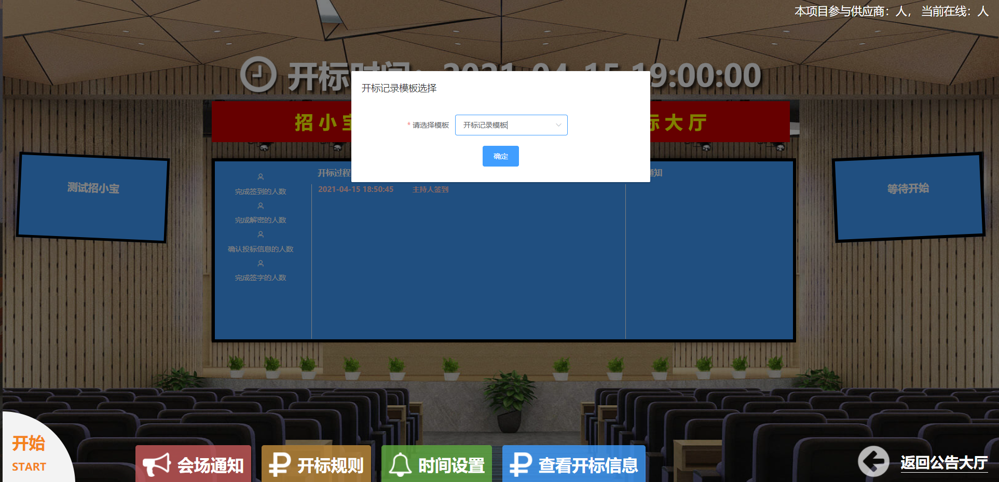 本项目参与供应商：人， 当前在线：人
开标时间：2021-04-15 19:00:00
开标记录模板选择
* 请选择模板 开标记录模板
确定
招小
标大厅
测试招小宝
等待开始
开过程
通知
2021-04-15 18:50:45 主持人签到
完成签到的人数
完成解密的人数
确认投标信息的人数
完成签字的人数
开始
START
会场通知
开标规则
时间设置
查看开标信息
返回公告大厅